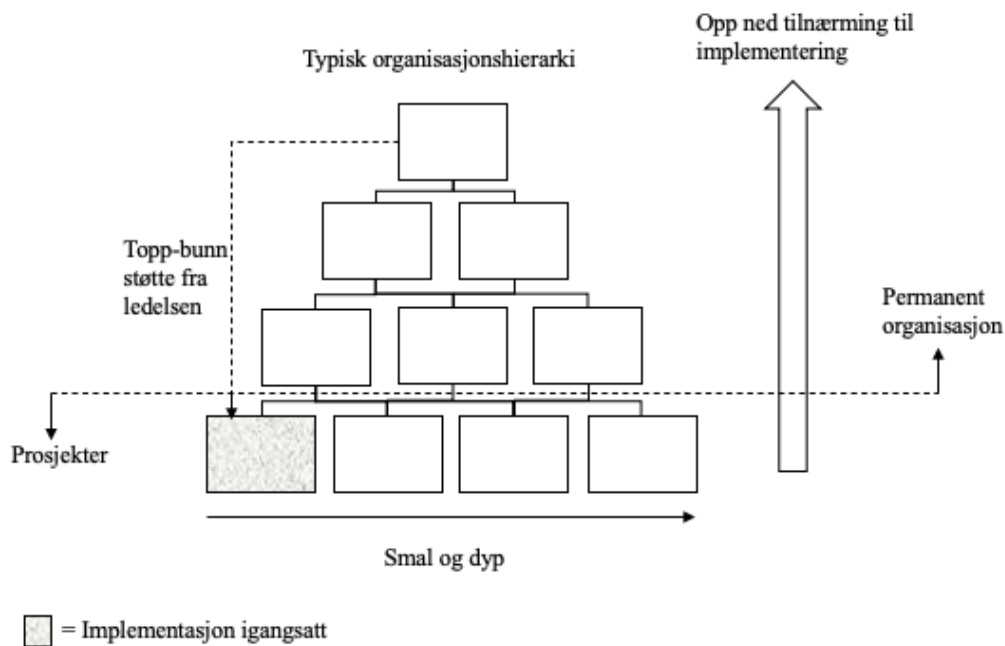 Opp ned tilnærming til
implementering
Typisk organisasjonshierarki
Topp-bunn
støtte fra
ledelsen
Permanent
organisasjon
Prosjekter
Smal og dyp
= Implementasjon igangsatt